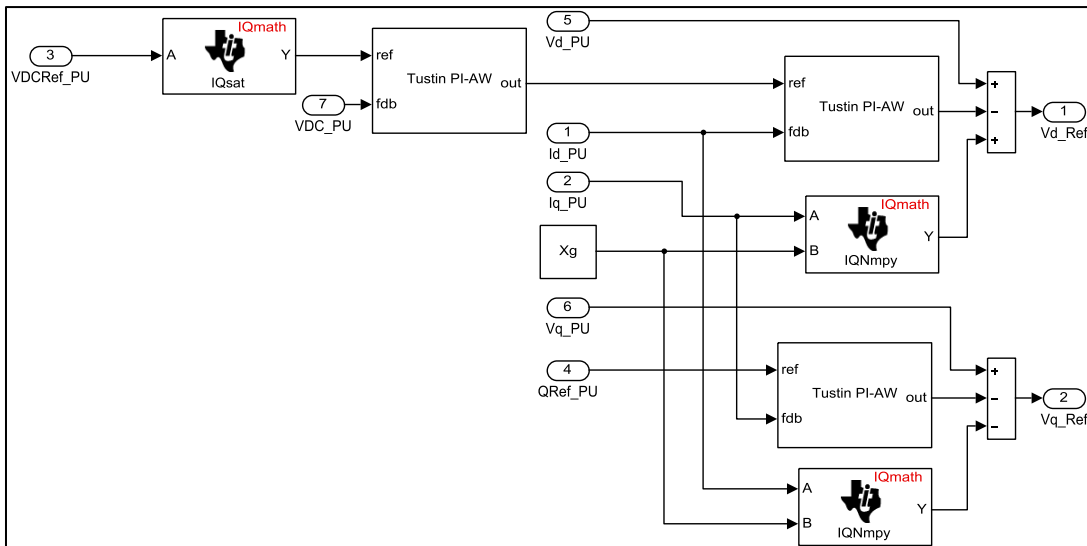 3
VDCRef_PU
IQmath
A
Y
IQsat
ref
fdb
Tustin PI-AW
out
7
VDC_PU
5
Vd_PU
1
Id_PU
2
Iq_PU
Xg
ref
fdb
Tustin PI-AW
out
+
−
+
1
Vd_Ref
IQmath
A
B
Y
IQNmpy
6
Vq_PU
4
QRef_PU
ref
fdb
Tustin PI-AW
out
+
−
−
2
Vq_Ref
IQmath
A
B
Y
IQNmpy